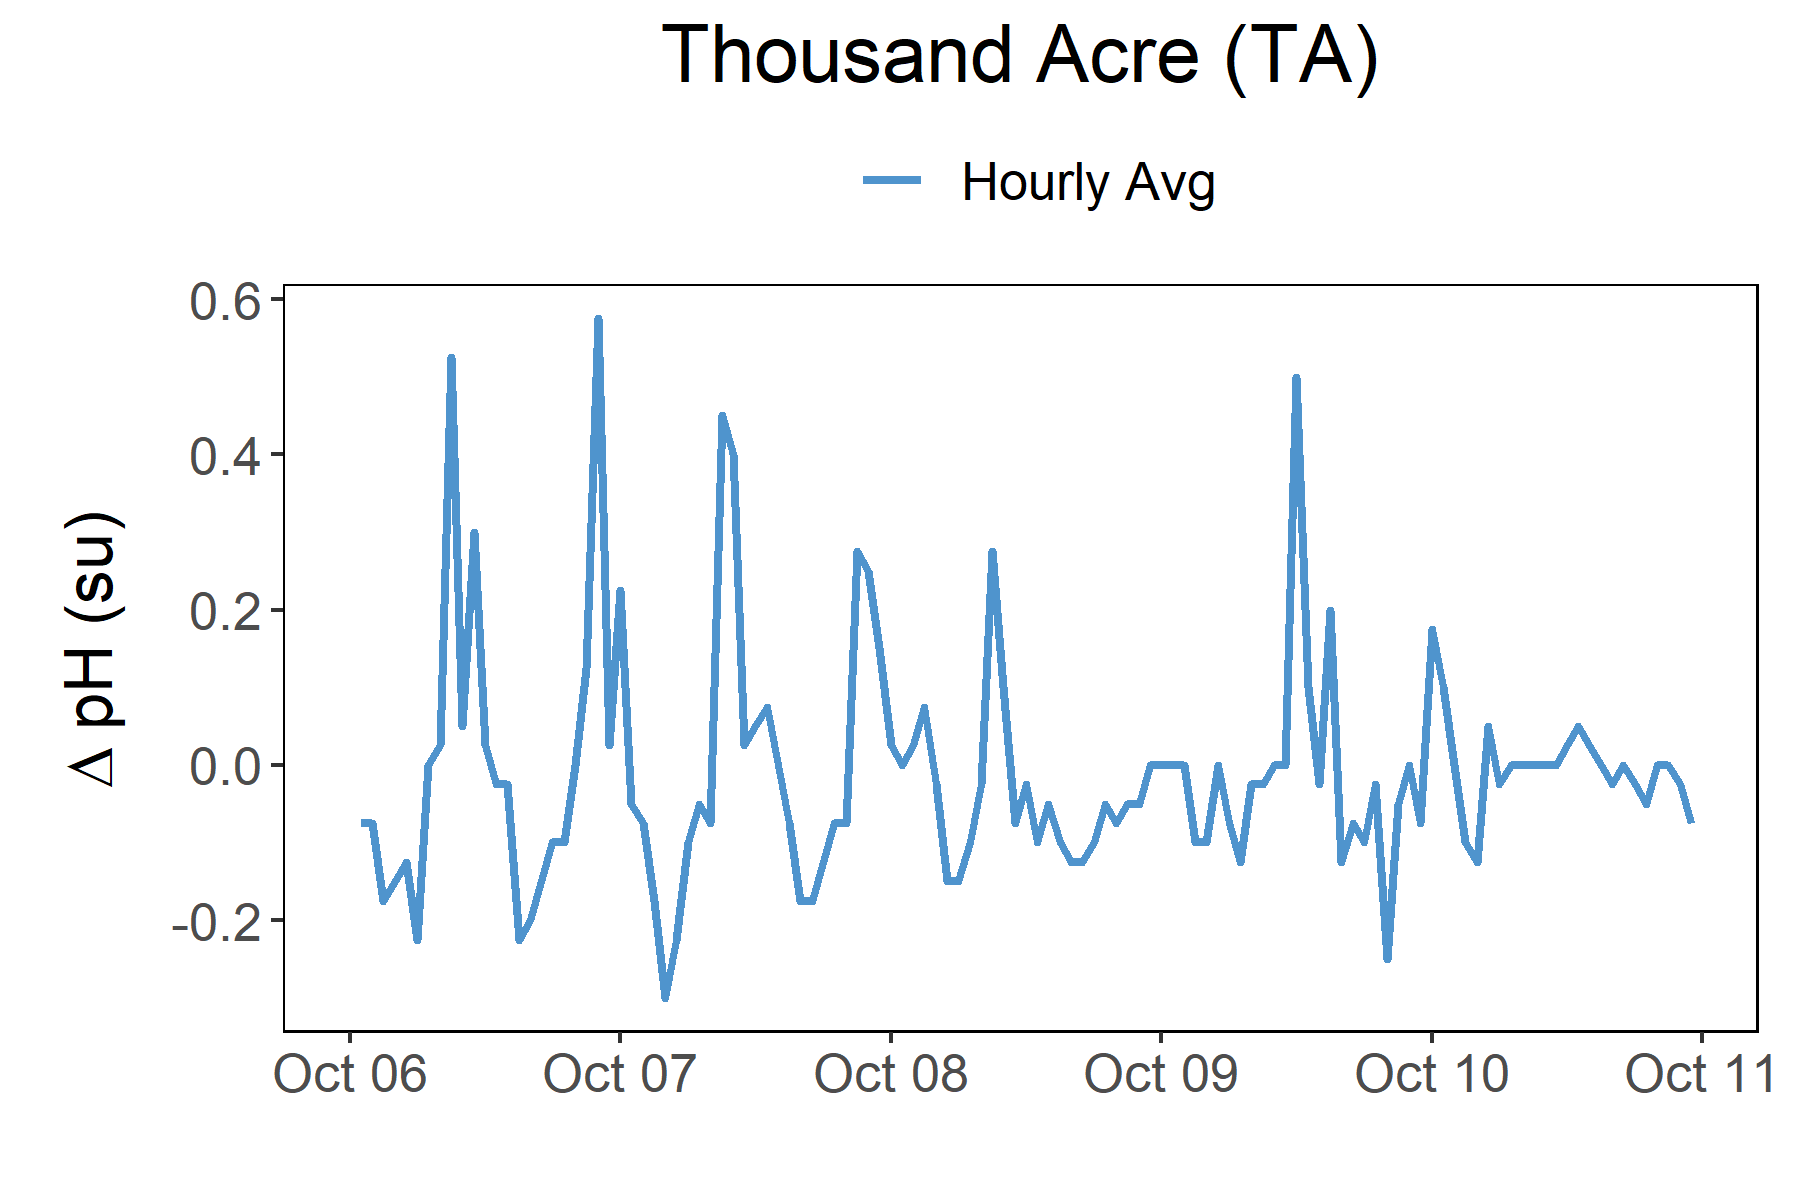 Thousand Acre (TA)
Hourly Avg
0.6
0.4
0.2
0.0
-0.2
Δ pH (su)
Oct 06
Oct 07
Oct 08
Oct 09
Oct 10
Oct 11